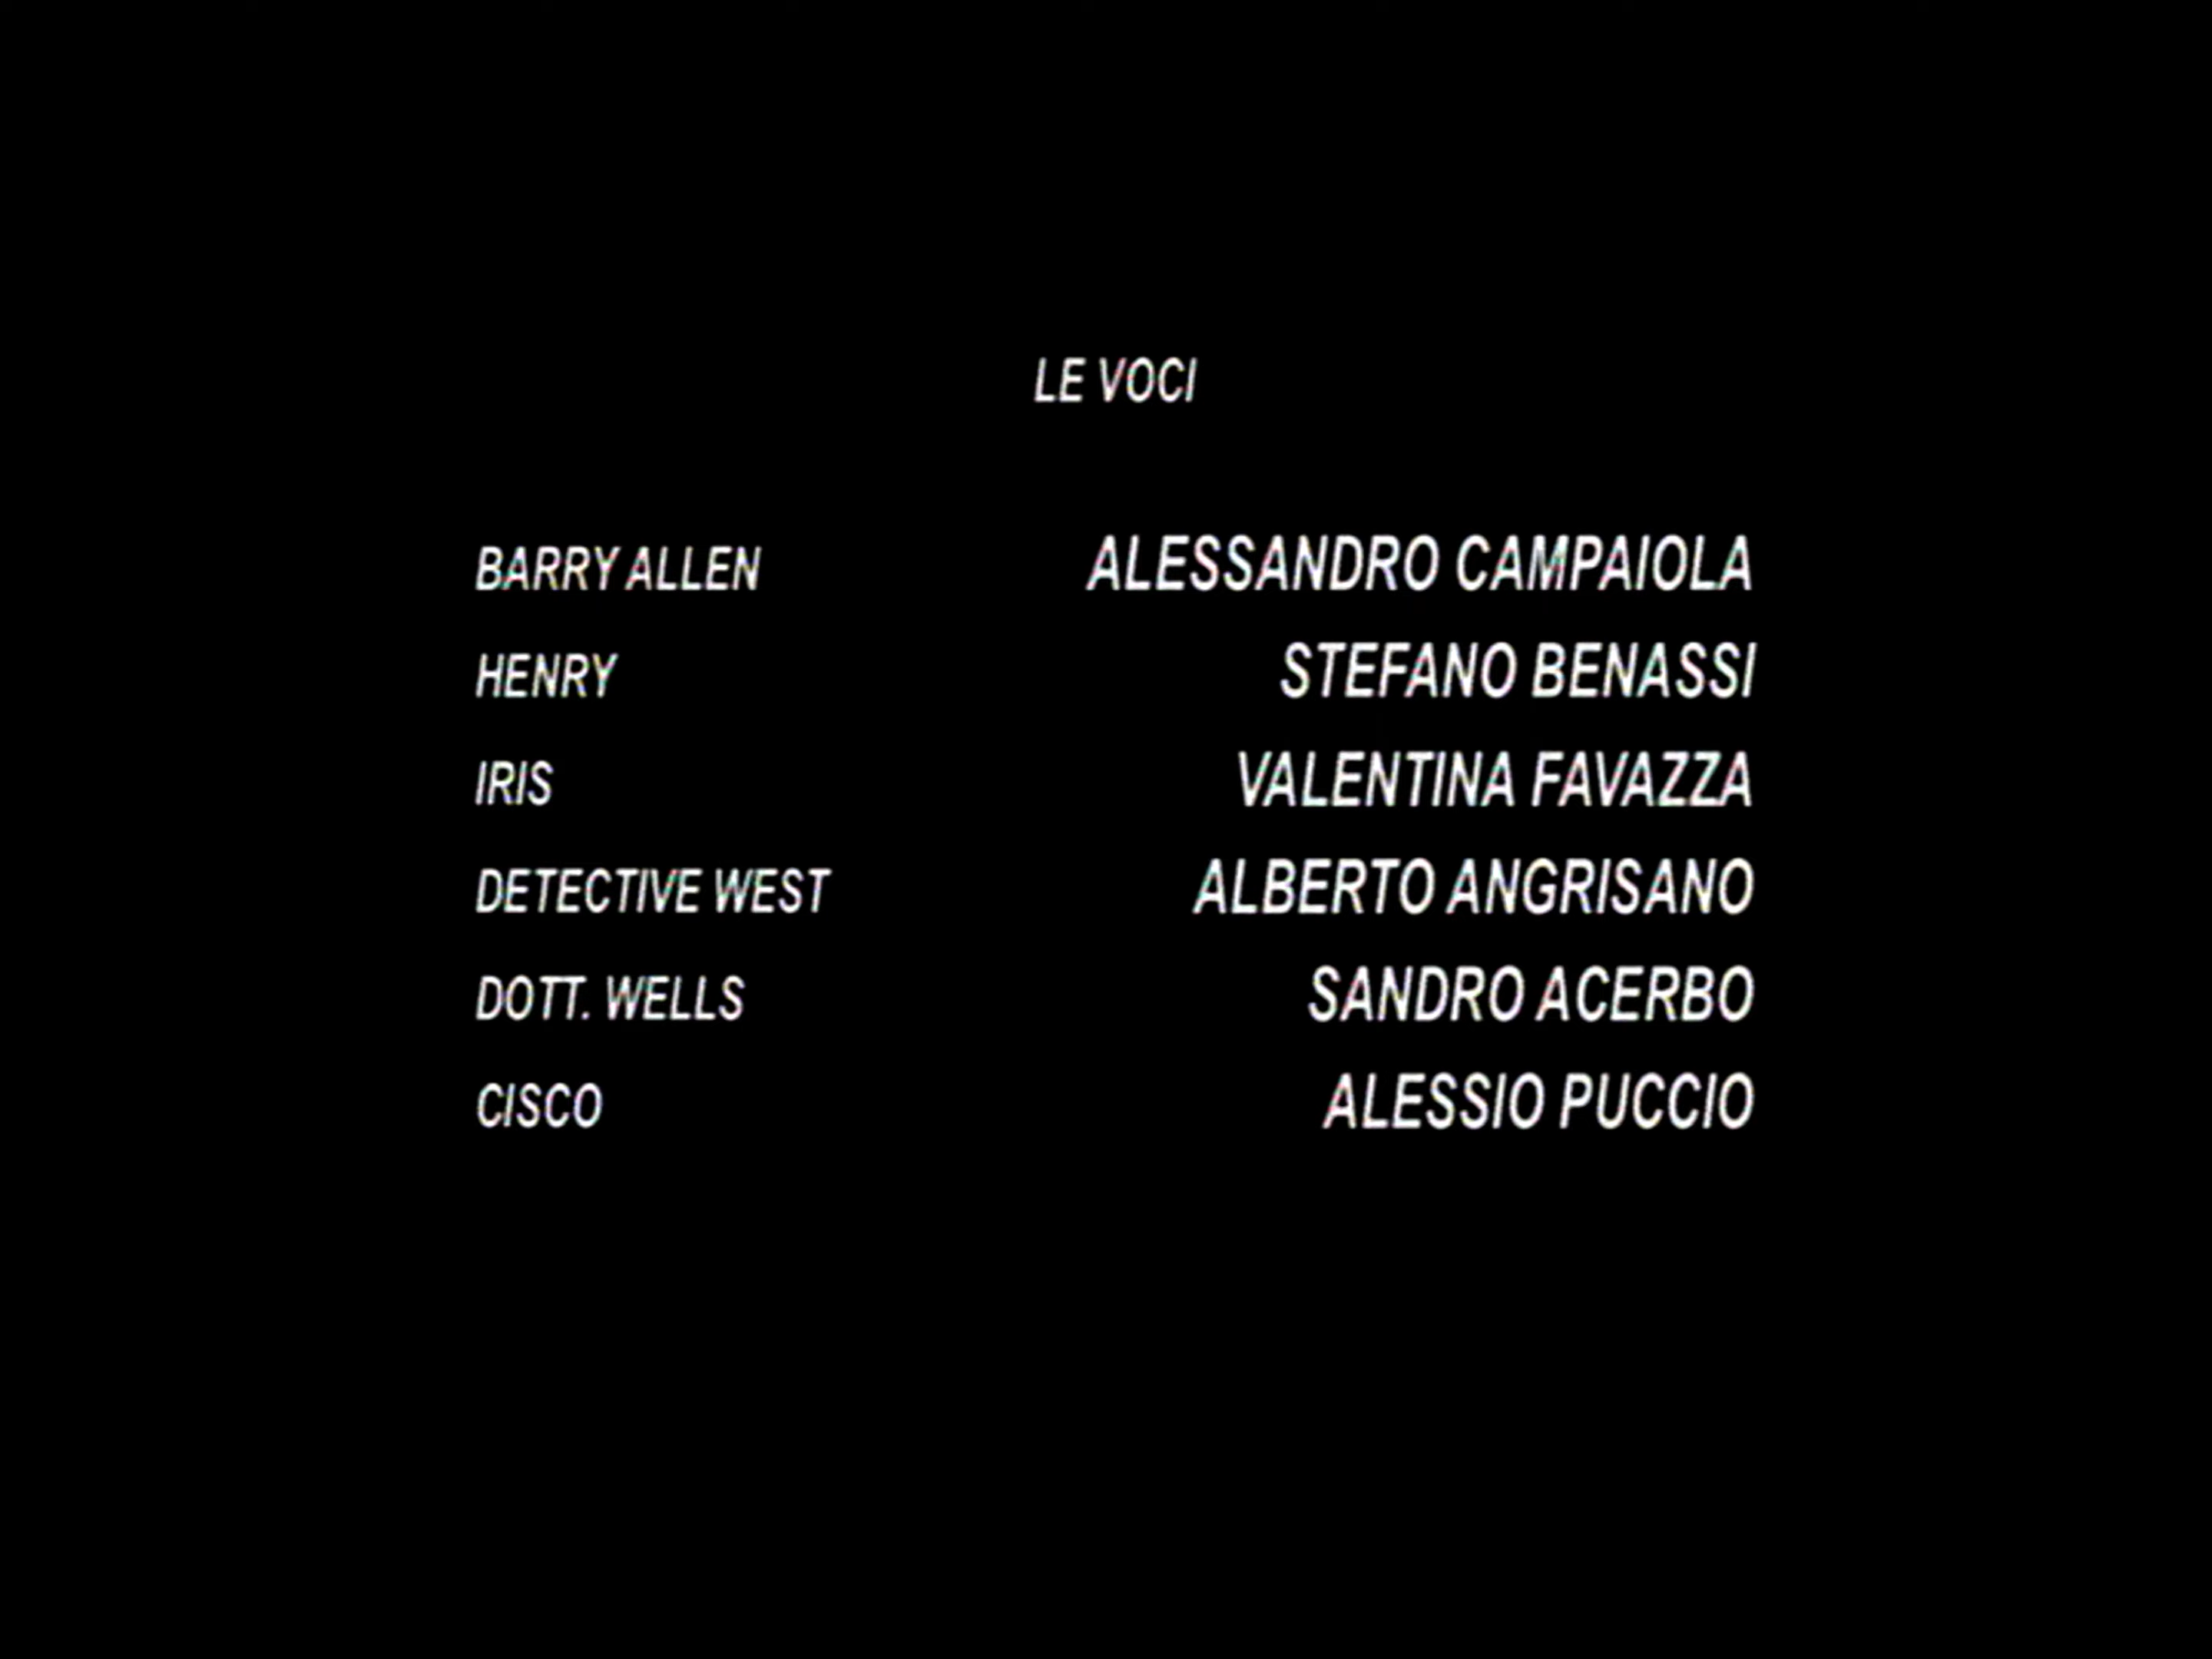 LE VOCI
BARRY ALLEN ALESSANDRO CAMPAIOLA
HENRY STEFANO BENASSI
IRIS VALENTINA FAVAZZA
DETECTIVE WEST ALBERTO ANGRISANO
DOTT. WELLS SANDRO ACERBO
CISCO ALESSIO PUCCIO